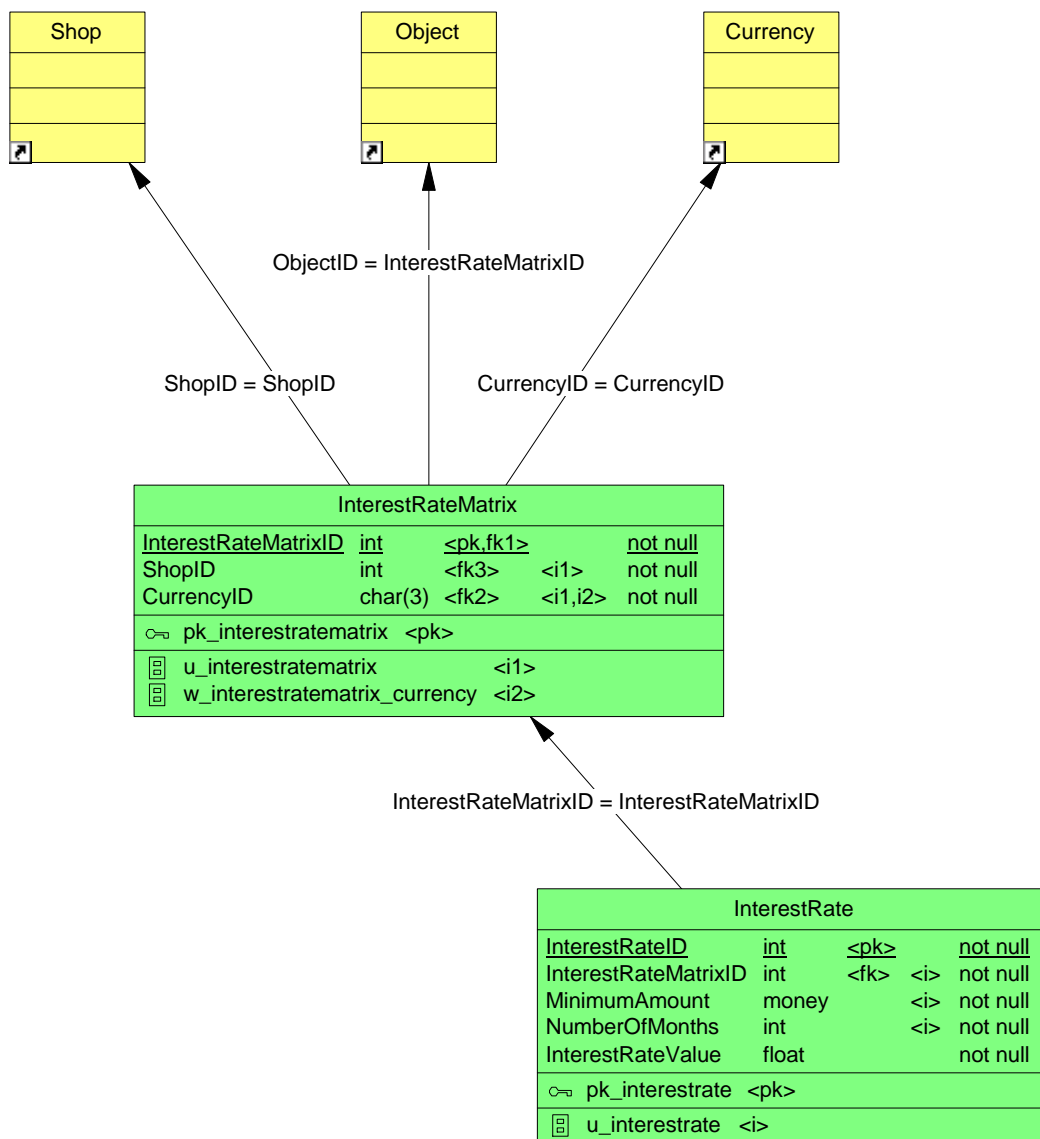 Shop
Object
Currency
ObjectID = InterestRateMatrixID
ShopID = ShopID
CurrencyID = CurrencyID
InterestRateMatrix
InterestRateMatrixID int <pk,fk1> not null
ShopID int <fk3> <i1> not null
CurrencyID char(3) <fk2> <i1,i2> not null
pk_interestratematrix <pk>
u_interestratematrix <i1>
w_interestratematrix_currency <i2>
InterestRateMatrixID = InterestRateMatrixID
InterestRate
InterestRateID int <pk> not null
InterestRateMatrixID int <fk> <i> not null
MinimumAmount money <i> not null
NumberOfMonths int <i> not null
InterestRateValue float not null
pk_interestrate <pk>
u_interestrate <i>